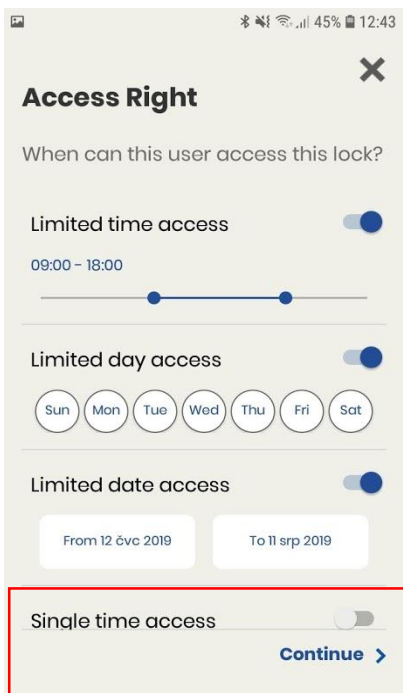 45% 12:43
Access Right
When can this user access this lock?
Limited time access
09:00 - 18:00
Limited day access
Sun Mon Tue Wed Thu Fri Sat
Limited date access
From 12 čvc 2019 To 11 srp 2019
Single time access
Continue